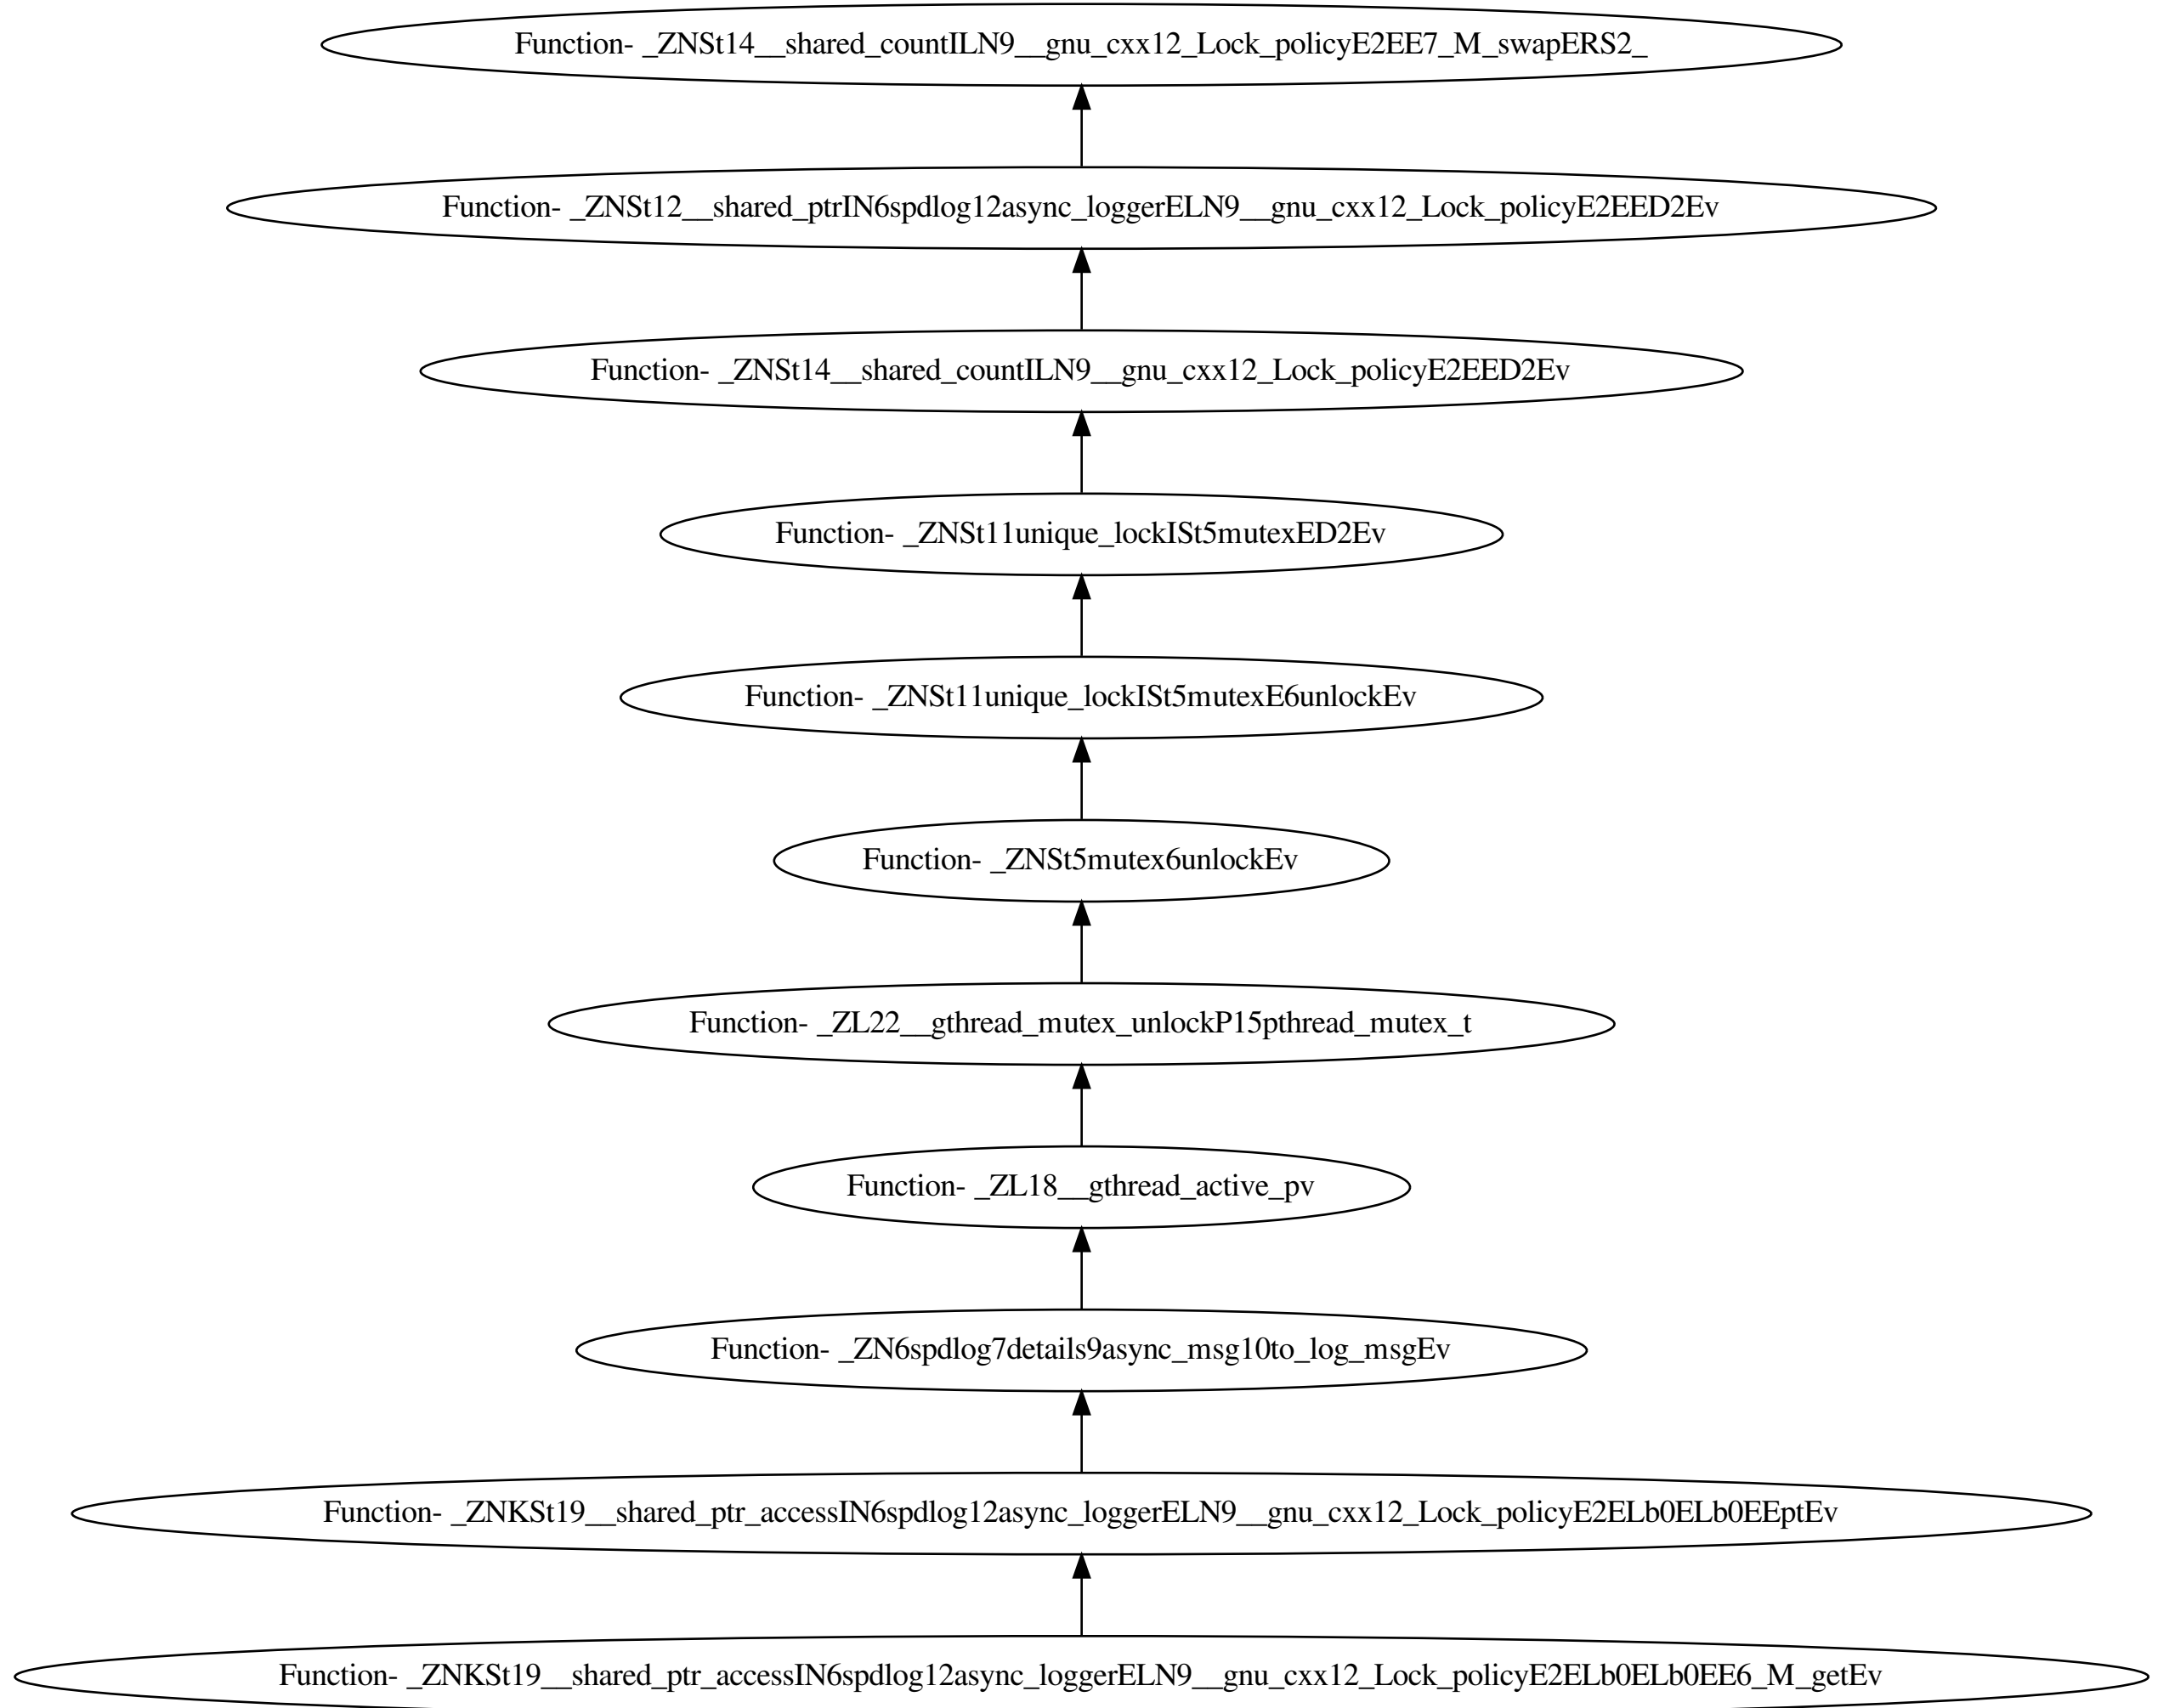 Function- _ZNSt14__shared_countILN9__gnu_cxx12_Lock_policyE2EE7_M_swapERS2_
Function- _ZNSt12__shared_ptrIN6spdlog12async_loggerELN9__gnu_cxx12_Lock_policyE2EED2Ev
Function- _ZNSt14__shared_countILN9__gnu_cxx12_Lock_policyE2EED2Ev
Function- _ZNSt11unique_lockISt5mutexED2Ev
Function- _ZNSt11unique_lockISt5mutexE6unlockEv
Function- _ZNSt5mutex6unlockEv
Function- _ZL22__gthread_mutex_unlockP15pthread_mutex_t
Function- _ZL18__gthread_active_pv
Function- _ZN6spdlog7details9async_msg10to_log_msgEv
Function- _ZNKSt19__shared_ptr_accessIN6spdlog12async_loggerELN9__gnu_cxx12_Lock_policyE2ELb0ELb0EEptEv
Function- _ZNKSt19__shared_ptr_accessIN6spdlog12async_loggerELN9__gnu_cxx12_Lock_policyE2ELb0ELb0EE6_M_getEv